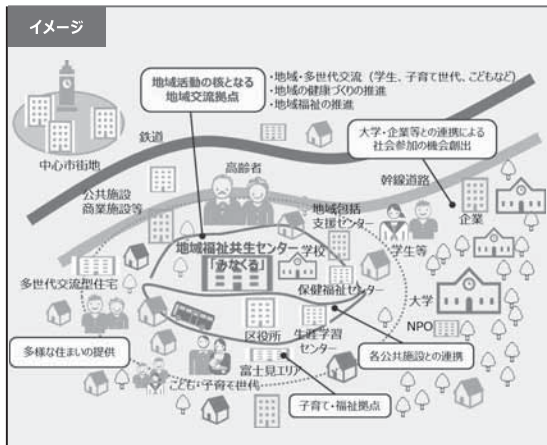 イメージ
地域活動の核となる
地域交流拠点
・地域・多世代交流（学生、子育て世代、こどもなど）
・地域の健康づくりの推進
・地域福祉の推進
大学・企業等との連携による
社会参加の機会創出
中心市街地
鉄道
高齢者
幹線道路
公共施設
商業施設等
地域包括
支援センター
企業
地域福祉共生センター
「かなくる」
学校
学生等
多世代交流型住宅
保健福祉センター
大学
区役所
生涯学習
センター
NPO
多様な住まいの提供
各公共施設との連携
富士見エリア
こども・子育て世代
子育て・福祉拠点